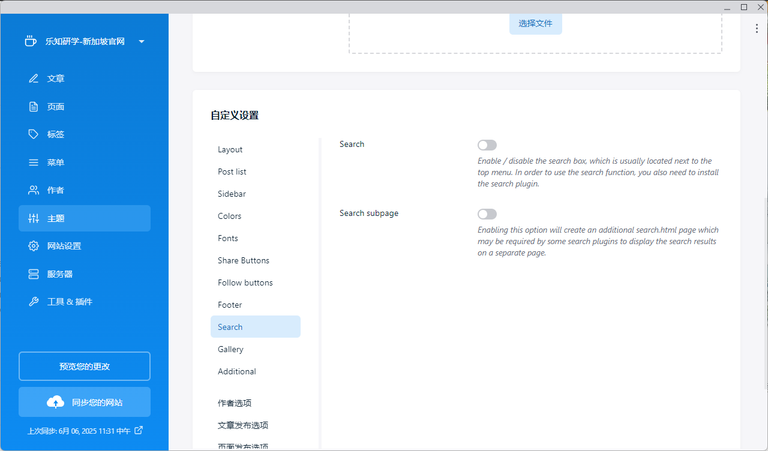 选择文件
乐知研学-新加坡官网
文章
页面
标签
菜单
作者
主题
网站设置
服务器
工具 & 插件
预览您的更改
同步您的网站
上次同步: 6月 06, 2025 11:31 中午
自定义设置
Layout
Post list
Sidebar
Colors
Fonts
Share Buttons
Follow buttons
Footer
Search
Gallery
Additional
作者选项
文章发布选项
页面发布选项
Search
Enable / disable the search box, which is usually located next to the
top menu. In order to use the search function, you also need to install
the search plugin.
Search subpage
Enabling this option will create an additional search.html page which
may be required by some search plugins to display the search results
on a separate page.